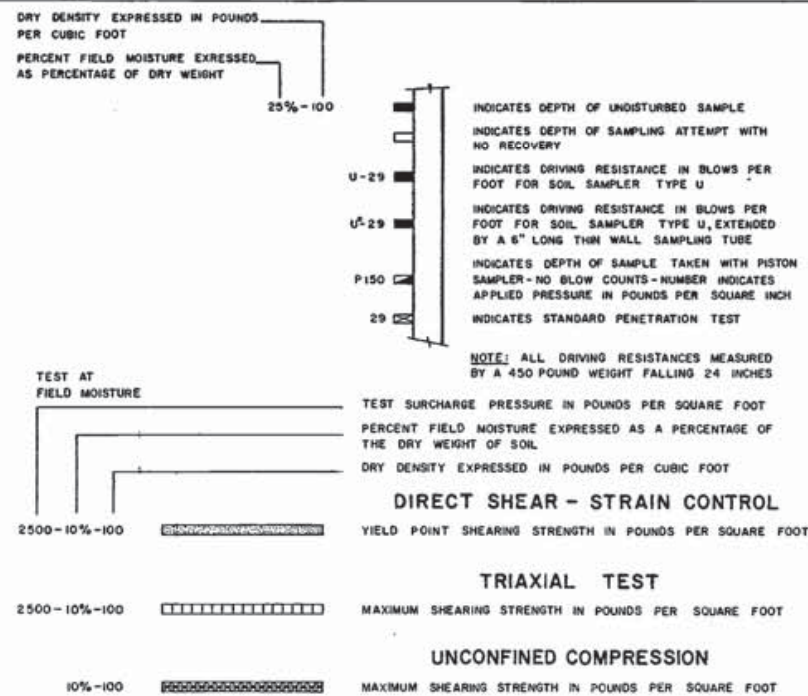 DRY DENSITY EXPRESSED IN POUNDS
PER CUBIC FOOT
PERCENT FIELD MOISTURE EXRESSED
AS PERCENTAGE OF DRY WEIGHT
25%-100
INDICATES DEPTH OF UNDISTURBED SAMPLE
INDICATES DEPTH OF SAMPLING ATTEMPT WITH
NO RECOVERY
U-29
INDICATES DRIVING RESISTANCE IN BLOWS PER
FOOT FOR SOIL SAMPLER TYPE U
U*-29
INDICATES DRIVING RESISTANCE IN BLOWS PER
FOOT FOR SOIL SAMPLER TYPE U, EXTENDED
BY A 6" LONG THIN WALL SAMPLING TUBE
P150
INDICATES DEPTH OF SAMPLE TAKEN WITH PISTON
SAMPLER-NO BLOW COUNTS-NUMBER INDICATES
APPLIED PRESSURE IN POUNDS PER SQUARE INCH
29
INDICATES STANDARD PENETRATION TEST
NOTE: ALL DRIVING RESISTANCES MEASURED
BY A 450 POUND WEIGHT FALLING 24 INCHES
TEST AT
FIELD MOISTURE
TEST SURCHARGE PRESSURE IN POUNDS PER SQUARE FOOT
PERCENT FIELD MOISTURE EXPRESSED AS A PERCENTAGE OF
THE DRY WEIGHT OF SOIL
DRY DENSITY EXPRESSED IN POUNDS PER CUBIC FOOT
DIRECT SHEAR - STRAIN CONTROL
2500-10%-100
YIELD POINT SHEARING STRENGTH IN POUNDS PER SQUARE FOOT
TRIAXIAL TEST
2500-10%-100
MAXIMUM SHEARING STRENGTH IN POUNDS PER SQUARE FOOT
UNCONFINED COMPRESSION
10%-100
MAXIMUM SHEARING STRENGTH IN POUNDS PER SQUARE FOOT